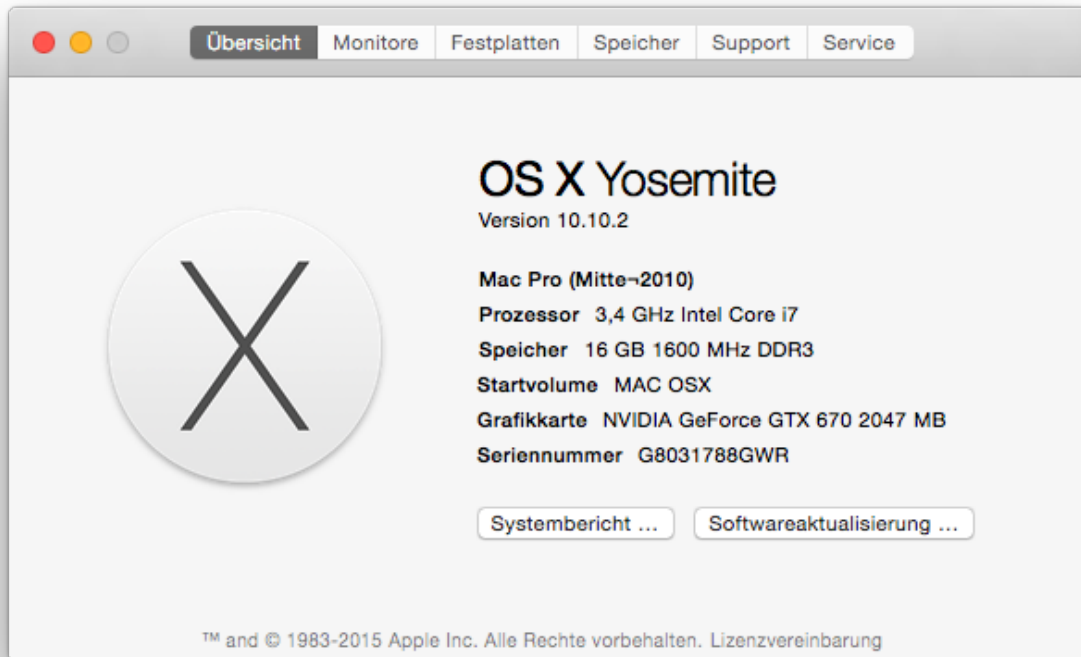 Übersicht Monitore Festplatten Speicher Support Service
OS X Yosemite
Version 10.10.2
Mac Pro (Mitte¬2010)
Prozessor 3,4 GHz Intel Core i7
Speicher 16 GB 1600 MHz DDR3
Startvolume MAC OSX
Grafikkarte NVIDIA GeForce GTX 670 2047 MB
Seriennummer G8031788GWR
Systembericht ... Softwareaktualisierung ...
™ and © 1983-2015 Apple Inc. Alle Rechte vorbehalten. Lizenzvereinbarung